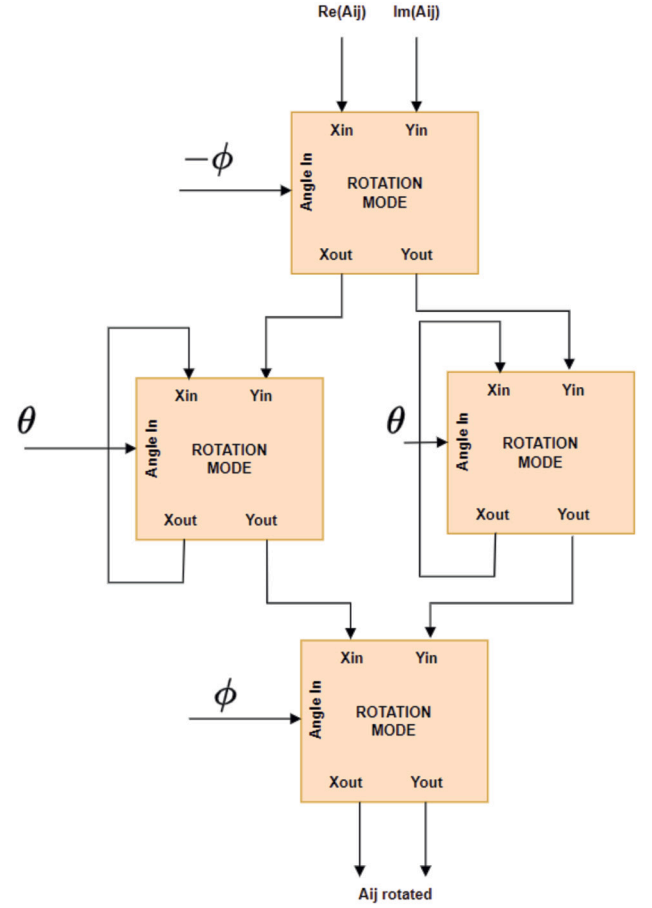 Re(Aij) Im(Aij)
Xin Yin
−ϕ
Angle In
ROTATION
MODE
Xout Yout
Xin Yin
θ
Angle In
ROTATION
MODE
Xout Yout
Xin Yin
θ
Angle In
ROTATION
MODE
Xout Yout
Xin Yin
ϕ
Angle In
ROTATION
MODE
Xout Yout
Aij rotated